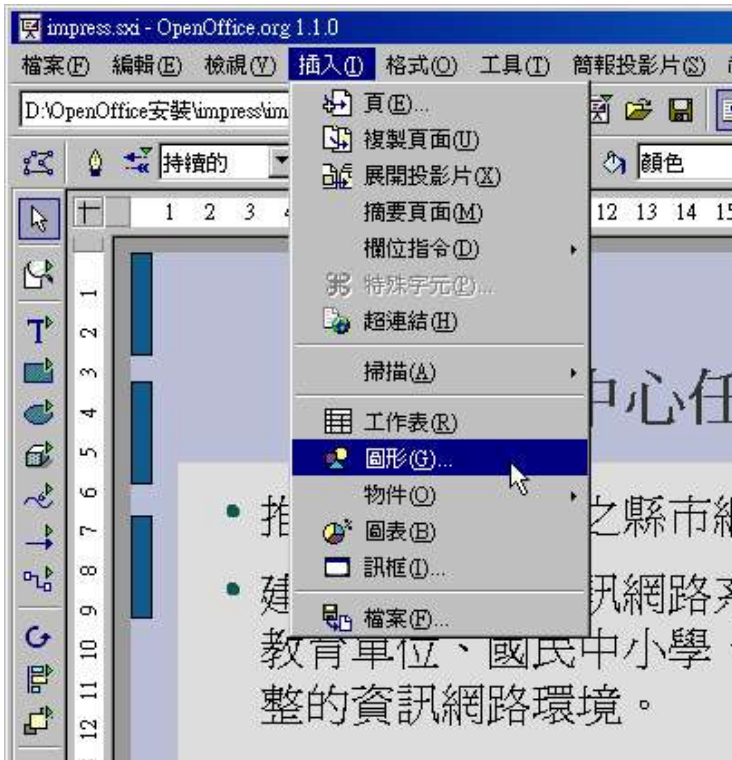 impress.sxi - OpenOffice.org 1.1.0
檔案(F) 編輯(E) 檢視(V) 插入(I) 格式(O) 工具(T) 簡報投影片(S)
D:\OpenOffice安裝\impress\im
持續的 顏色
頁(E)...
複製頁面(U)
展開投影片(X)
摘要頁面(M)
欄位指令(D)
特殊字元(P)...
超連結(H)
掃描(A)
工作表(R)
圖形(G)...
物件(O)
圖表(B)
訊框(I)...
檔案(F)...
1 2 3 12 13 14 15
1
2
3
4
5
6
7
8
9
10
11
12
中心任
推 之縣市
建 訊網路
教育單位、國民中小學、
整的資訊網路環境。